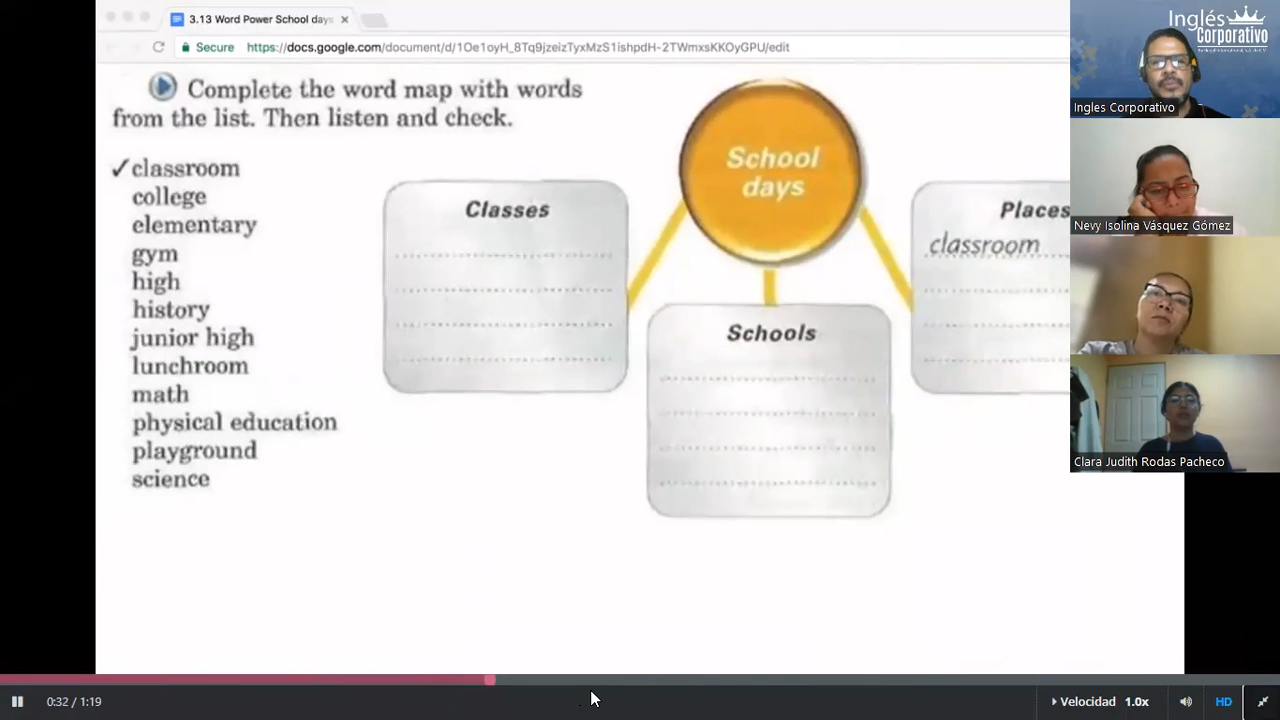 3.13 Word Power School days
Secure
https://docs.google.com/document/d/1Oe1oyH_8Tq9jzeizTyxMzS1ishpdH-2TWmxsKKOyGPU/edit
Complete the word map with words
from the list. Then listen and check.
✓classroom
college
elementary
gym
high
history
junior high
lunchroom
math
physical education
playground
science
School
days
Classes
Schools
Places
classroom
Inglés
Corporativo
Ingles Corporativo
Nevy Isolina Vásquez Gómez
Clara Judith Rodas Pacheco
0:32 / 1:19
Velocidad 1.0x
HD